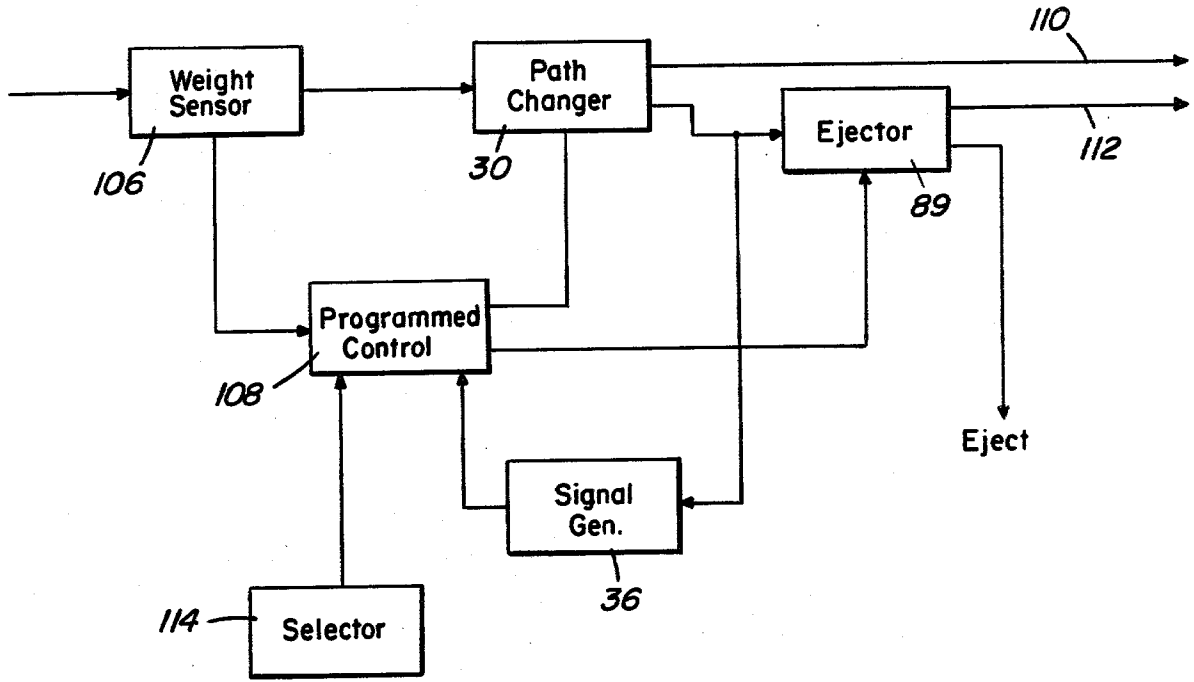 110
Weight
Sensor
Path
Changer
Ejector
106
30
112
89
Programmed
Control
108
Eject
Signal
Gen.
36
114
Selector